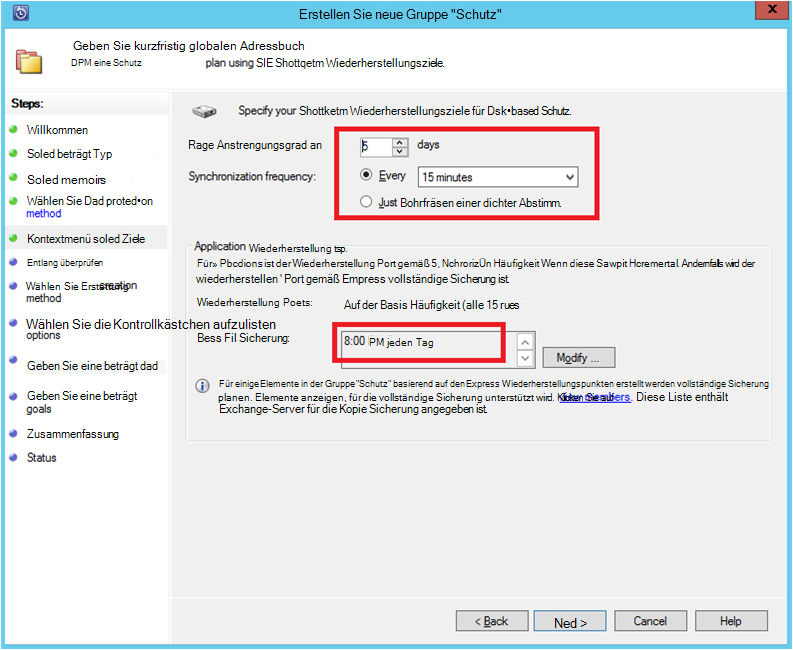 Erstellen Sie neue Gruppe "Schutz"
x
Geben Sie kurzfristig globalen Adressbuch
DPM eine Schutz plan using SIE Shottqetm Wiederherstellungsziele.
Steps:
Willkommen
Soled beträgt Typ
Soled memoirs
Wählen Sie Dad proted•on
method
Kontextmenü soled Ziele
Entlang überprüfen
Wählen Sie Erstattung creation
method
Wählen Sie die Kontrollkästchen aufzulisten
options
Geben Sie eine beträgt dad
Geben Sie eine beträgt
goals
Zusammenfassung
Status
Specify your Shottketm Wiederherstellungsziele für Dsk•based Schutz.
Rage Anstrengungsgrad an 5 days
Synchronization frequency: Every 15 minutes
Just Bohrfräsen einer dichter Abstimm.
Application Wiederherstellung tsp.
Für» Pbcdions ist der Wiederherstellung Port gemäß 5, NchrorizÜn Häufigkeit Wenn diese Sawpit Hcremertal. Andernfalls wird der
wiederherstellen ' Port gemäß Empress vollständige Sicherung ist.
Wiederherstellung Poets: Auf der Basis Häufigkeit (alle 15 rues
Bess Fil Sicherung: 8:00 PM jeden Tag
Modify ...
Für einige Elemente in der Gruppe "Schutz" basierend auf den Express Wiederherstellungspunkten erstellt werden vollständige Sicherung
planen. Elemente anzeigen, für die vollständige Sicherung unterstützt wird. Klicken Sie auf members. Diese Liste enthält
Exchange-Server für die Kopie Sicherung angegeben ist.
< Back Ned > Cancel Help